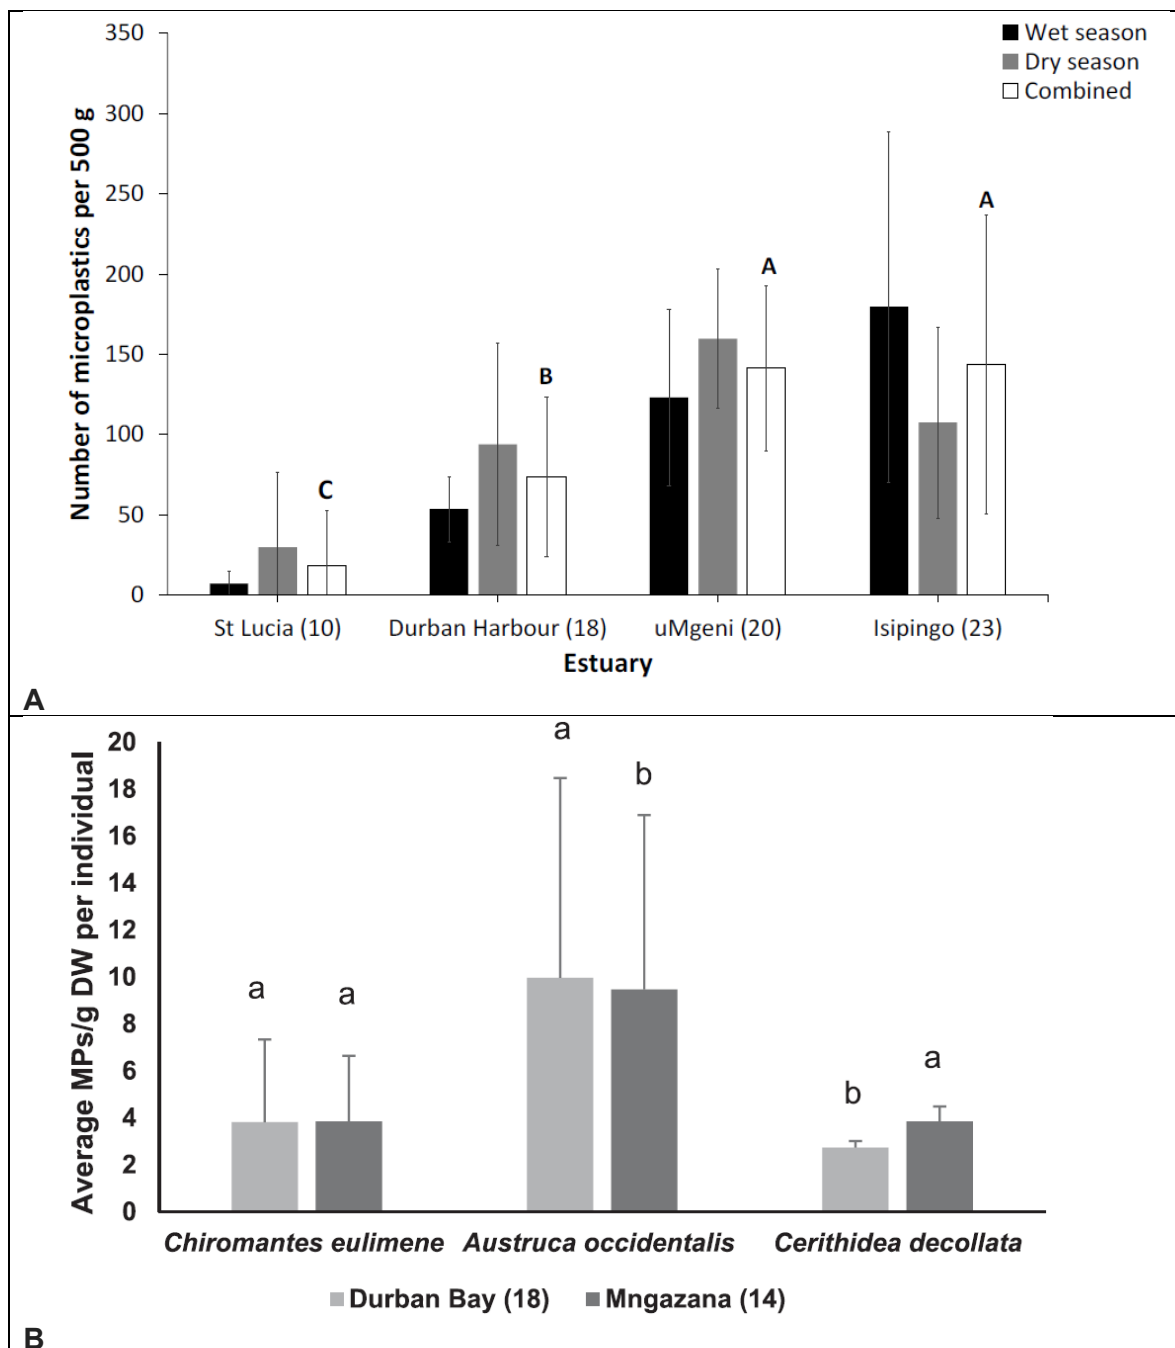 350
300
250
200
150
100
50
0
Number of microplastics per 500 g
Wet season
Dry season
Combined
C
B
A
A
St Lucia (10) Durban Harbour (18) uMgeni (20) Isipingo (23)
Estuary
A
20
18
16
14
12
10
8
6
4
2
0
Average MPs/g DW per individual
a
a
a
b
b
a
Chiromantes eulimene Austruca occidentalis Cerithidea decollata
Durban Bay (18) Mngazana (14)
B